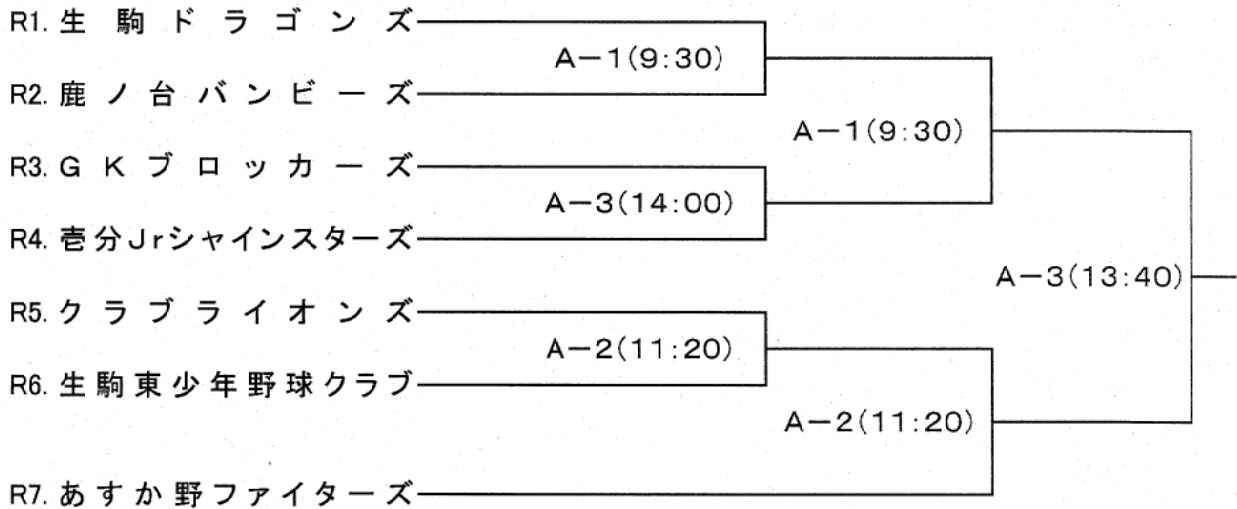 R1. 生駒ドラゴンズ
A-1(9:30)
R2. 鹿ノ台バンビーズ
A-1(9:30)
R3. GKブロッカーズ
A-3(14:00)
R4. 壱分Jrシャインスターズ
A-3(13:40)
R5. クラブライオンズ
A-2(11:20)
R6. 生駒東少年野球クラブ
A-2(11:20)
R7. あすか野ファイターズ